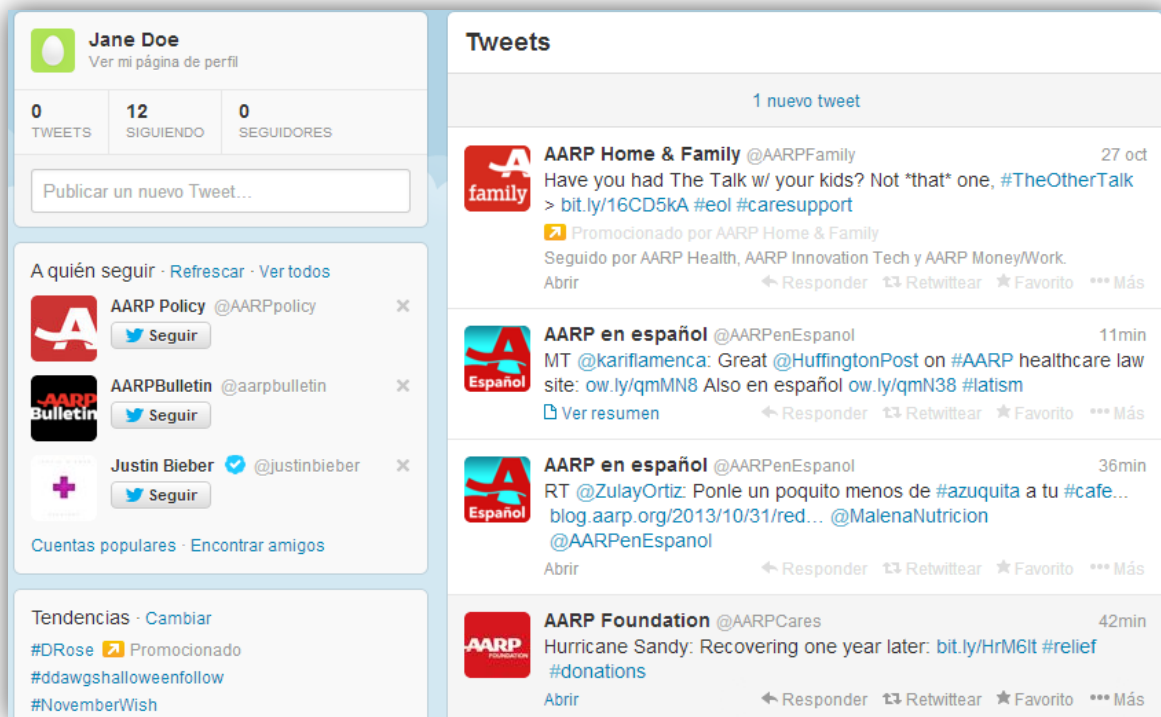 Jane Doe
Ver mi página de perfil
0
TWEETS
12
SIGUIENDO
0
SEGUIDORES
Publicar un nuevo Tweet...
A quién seguir · Refrescar · Ver todos
AARP Policy @AARPpolicy
Seguir
AARP Bulletin
AARPBulletin @aarpbulletin
Seguir
Justin Bieber @justinbieber
Seguir
Cuentas populares · Encontrar amigos
Tendencias · Cambiar
#DRose Promocionado
#ddawgshalloweenfollow
#NovemberWish
Tweets
1 nuevo tweet
family
AARP Home & Family @AARPFamily 27 oct
Have you had The Talk w/ your kids? Not *that* one, #TheOtherTalk
> bit.ly/16CD5kA #eol #caresupport
Promocionado por AARP Home & Family
Seguido por AARP Health, AARP Innovation Tech y AARP Money/Work.
Abrir Responder Retwittear Favorito Más
Español
AARP en español @AARPenEspanol 11min
MT @kariflamenca: Great @HuffingtonPost on #AARP healthcare law
site: ow.ly/qmMN8 Also en español ow.ly/qmN38 #latism
Ver resumen Responder Retwittear Favorito Más
Español
AARP en español @AARPenEspanol 36min
RT @ZulayOrtiz: Ponle un poquito menos de #azuquita a tu #cafe...
blog.aarp.org/2013/10/31/red... @MalenaNutricion
@AARPenEspanol
Abrir Responder Retwittear Favorito Más
AARP FOUNDATION
AARP Foundation @AARPCares 42min
Hurricane Sandy: Recovering one year later: bit.ly/HrM6lt #relief
#donations
Abrir Responder Retwittear Favorito Más